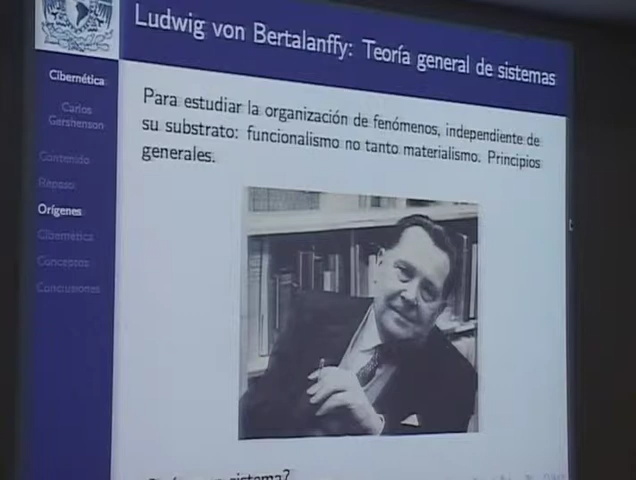 Ludwig von Bertalanffy: Teoría general de sistemas
Cibernética
Carlos
Gershenson
Contenido
Repaso
Orígenes
Cibernética
Conceptos
Conclusiones
Para estudiar la organización de fenómenos, independiente de
su substrato: funcionalismo no tanto materialismo. Principios
generales.
sistema?